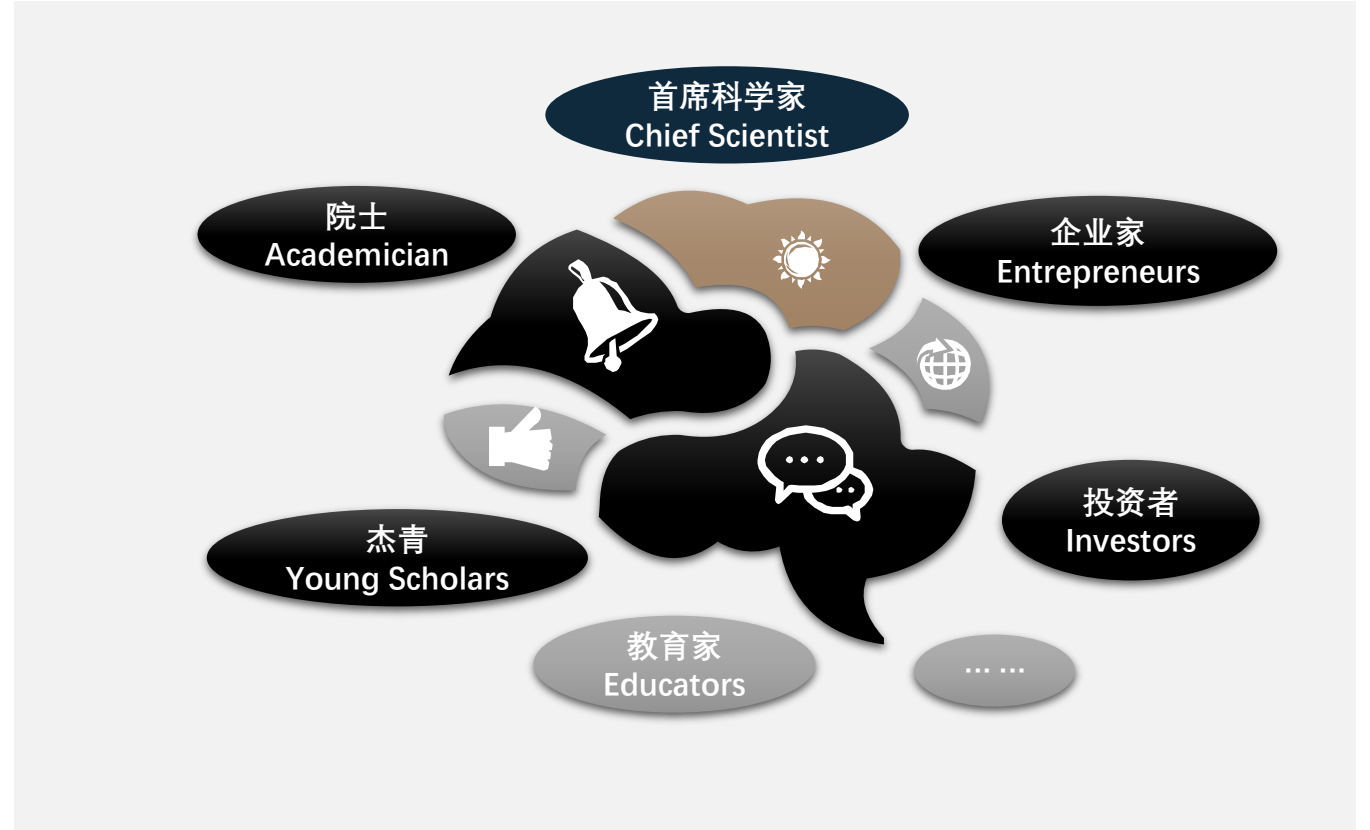 首席科学家
Chief Scientist
院士
Academician
企业家
Entrepreneurs
投资者
Investors
杰青
Young Scholars
教育家
Educators
... ...